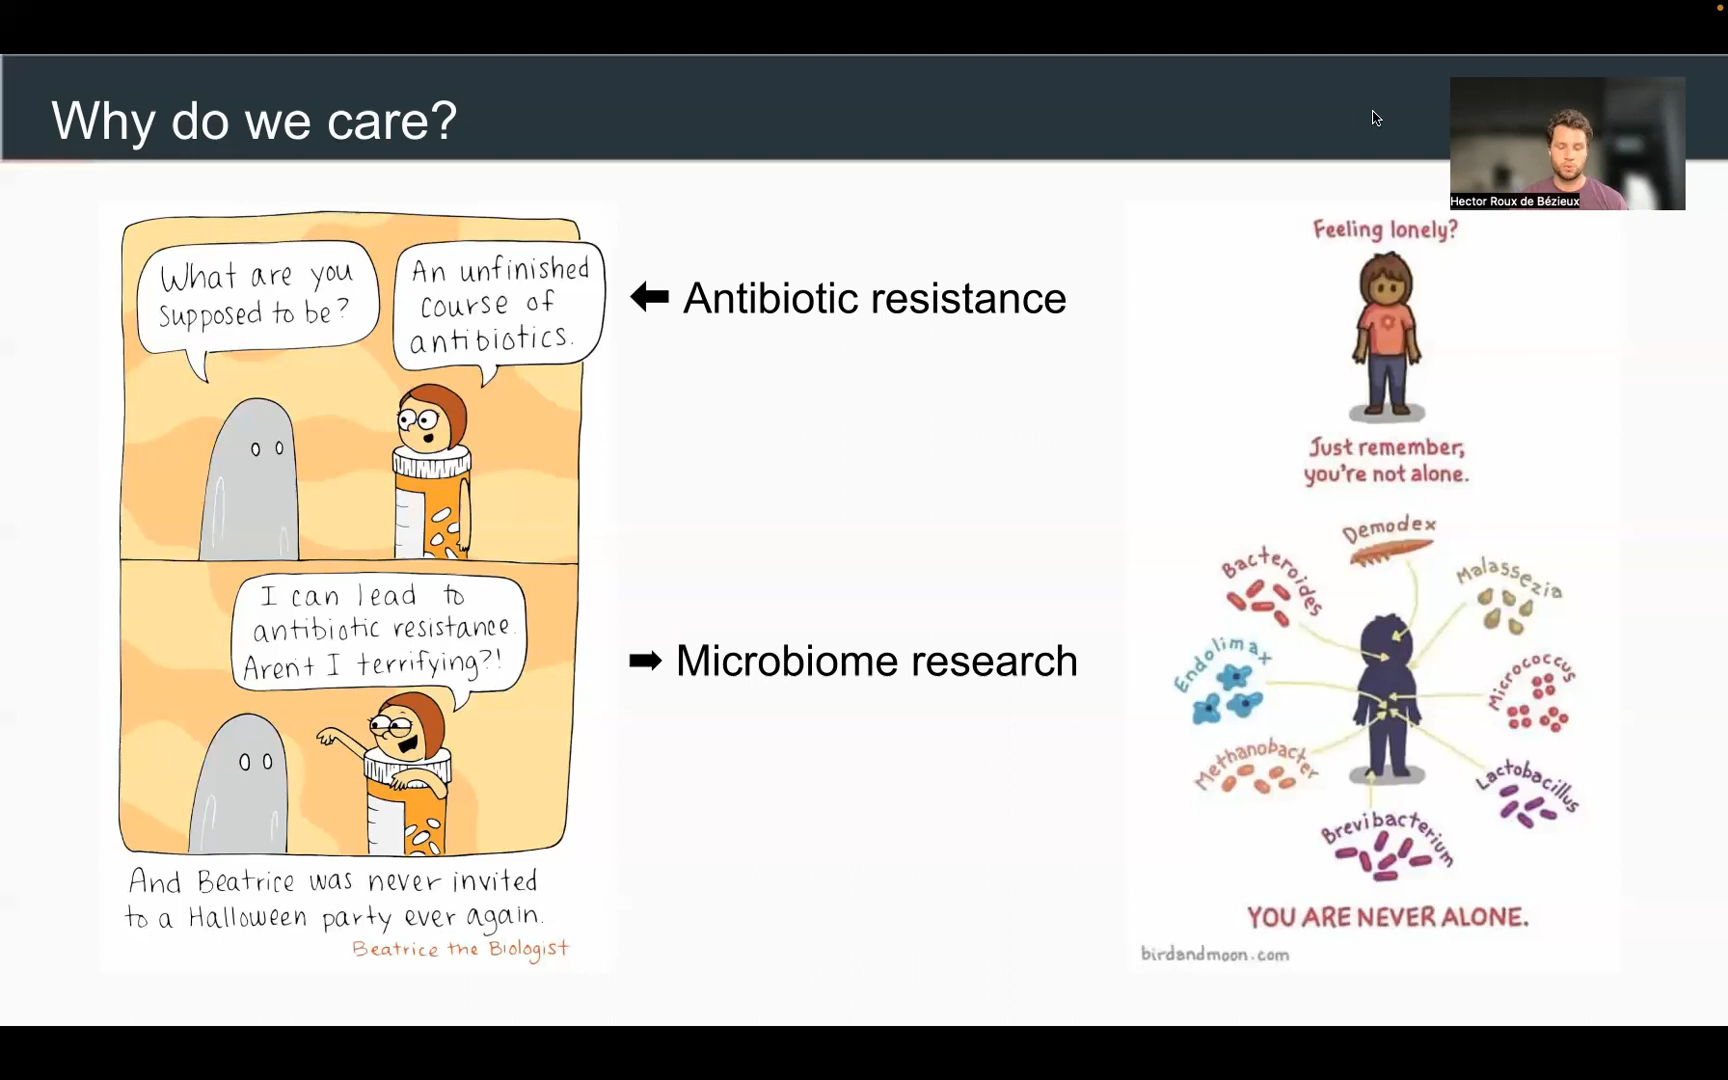 Why do we care?
Hector Roux de Bézieux
What are you
supposed to be?
An unfinished
course of
antibiotics.
I can lead to
antibiotic resistance.
Aren't I terrifying?!
And Beatrice was never invited
to a Halloween party ever again.
Beatrice the Biologist
⬅ Antibiotic resistance
➡ Microbiome research
Feeling lonely?
Just remember,
you're not alone.
Demodex
Bacteroides
Malassezia
Endolimax
Micrococcus
Methanobacter
Lactobacillus
Brevibacterium
YOU ARE NEVER ALONE.
birdandmoon.com